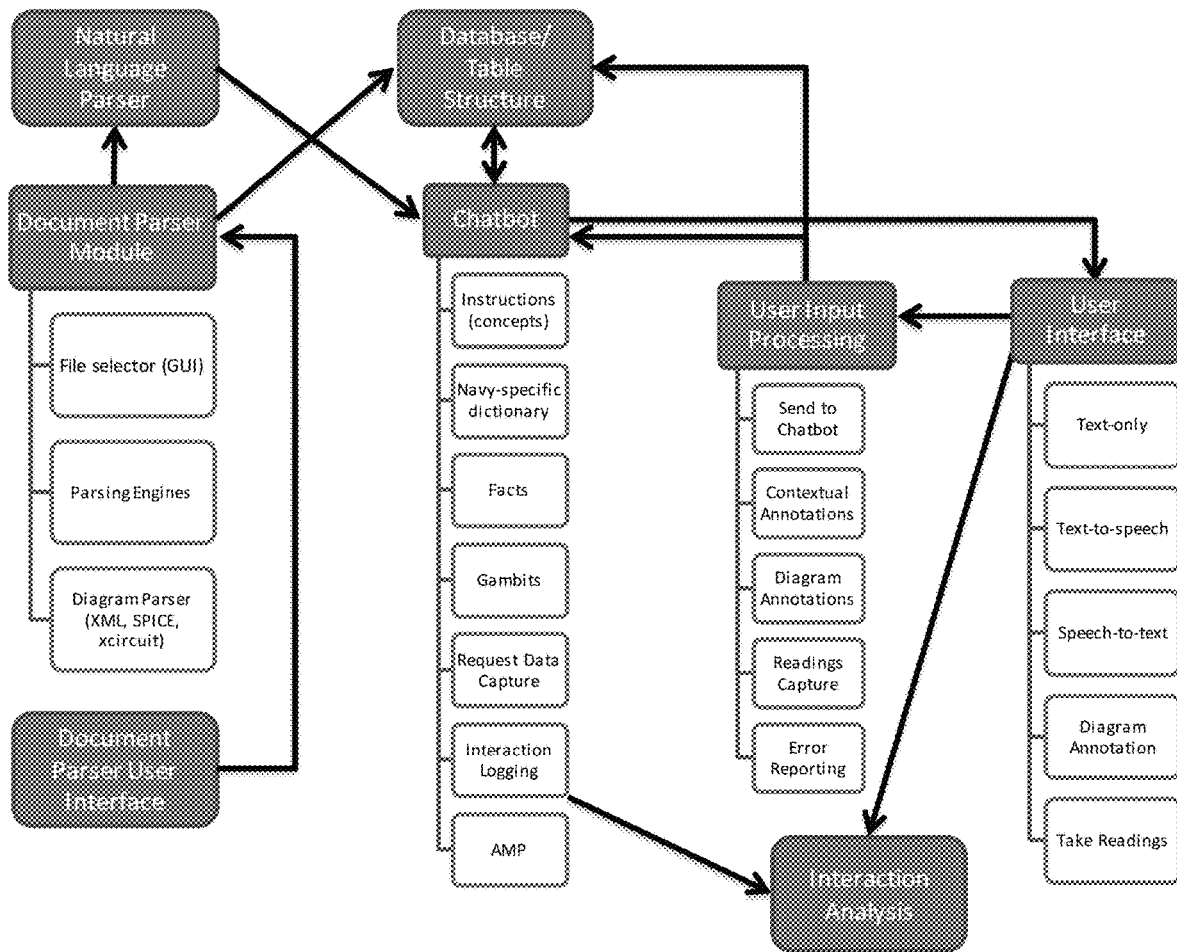 Natural
Language
Parser
Database/
Table
Structure
Document Parser
Module
Chatbot
File selector (GUI)
Parsing Engines
Diagram Parser
(XML, SPICE,
xcircuit)
Document
Parser User
Interface
Instructions
(concepts)
Navy-specific
dictionary
Facts
Gambits
Request Data
Capture
Interaction
Logging
AMP
User Input
Processing
Send to
Chatbot
Contextual
Annotations
Diagram
Annotations
Readings
Capture
Error
Reporting
User
Interface
Text-only
Text-to-speech
Speech-to-text
Diagram
Annotation
Take Readings
Interaction
Analysis